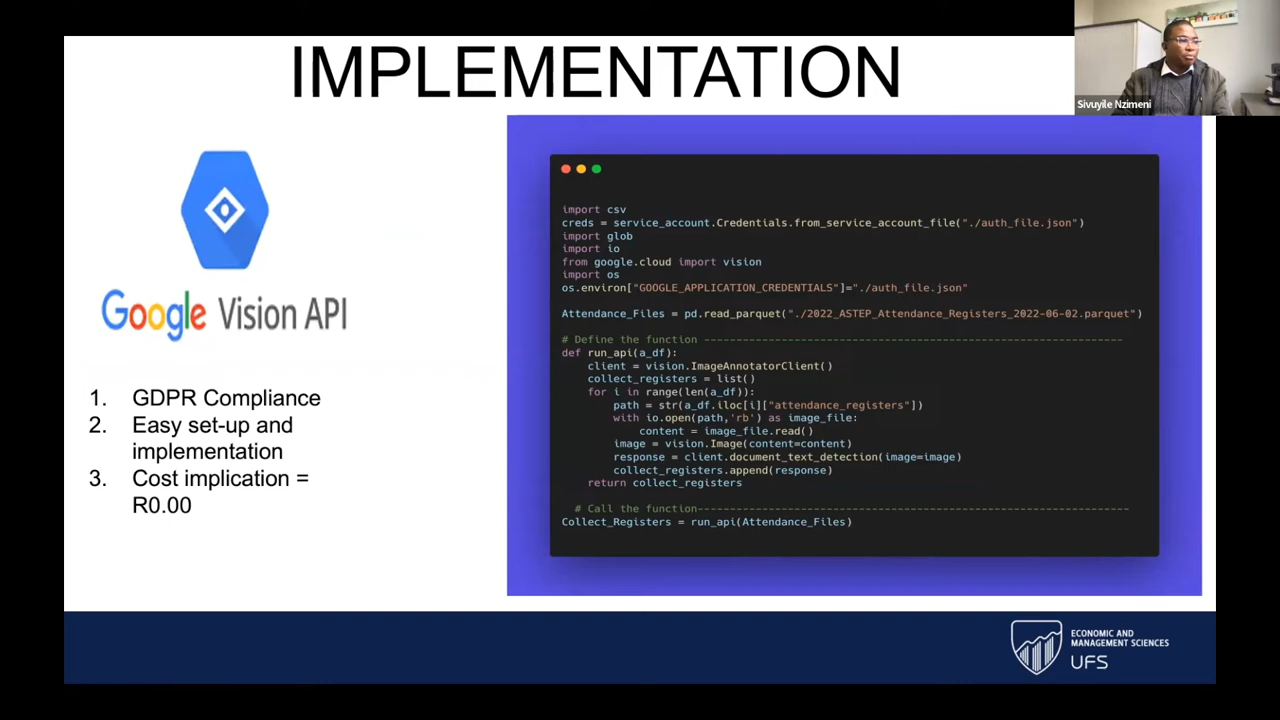 IMPLEMENTATION
Sivuyile Nzimeni
Google Vision API
1. GDPR Compliance
2. Easy set-up and
implementation
3. Cost implication =
R0.00
import csv
creds = service_account.Credentials.from_service_account_file("./auth_file.json")
import glob
import io
from google.cloud import vision
import os
os.environ["GOOGLE_APPLICATION_CREDENTIALS"]="./auth_file.json"
Attendance_Files = pd.read_parquet("./2022_ASTEP_Attendance_Registers_2022-06-02.parquet")
# Define the function ----------------------------------------------------------------
def run_api(a_df):
    client = vision.ImageAnnotatorClient()
    collect_registers = list()
    for i in range(len(a_df)):
        path = str(a_df.iloc[i]["attendance_registers"])
        with io.open(path,'rb') as image_file:
            content = image_file.read()
        image = vision.Image(content=content)
        response = client.document_text_detection(image=image)
        collect_registers.append(response)
    return collect_registers
  # Call the function-------------------------------------------------------------------
Collect_Registers = run_api(Attendance_Files)
ECONOMIC AND
MANAGEMENT SCIENCES
UFS